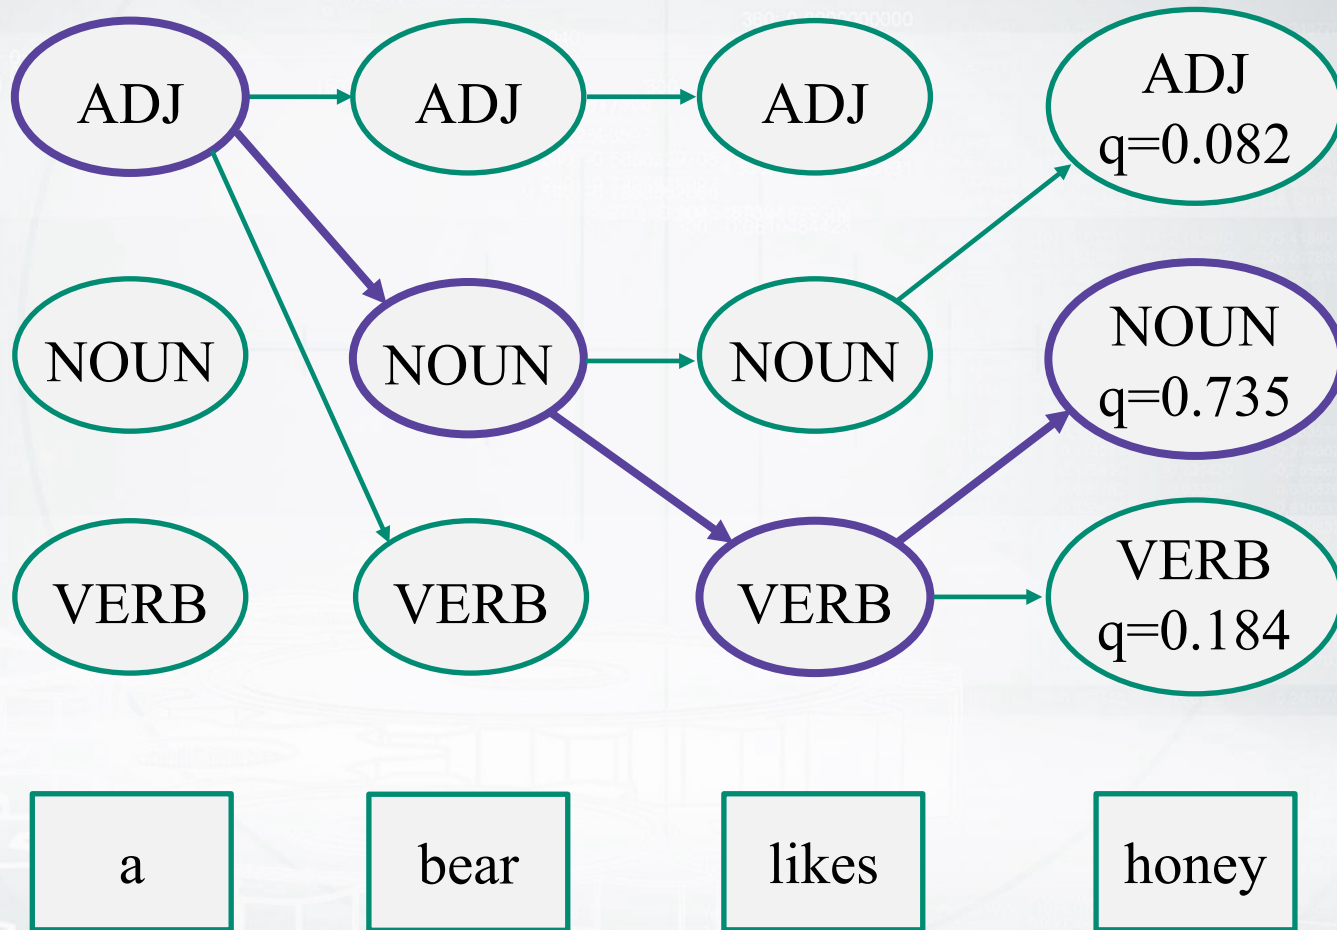 ADJ
ADJ
ADJ
ADJ
q=0.082
NOUN
NOUN
NOUN
NOUN
q=0.735
VERB
VERB
VERB
VERB
q=0.184
a
bear
likes
honey